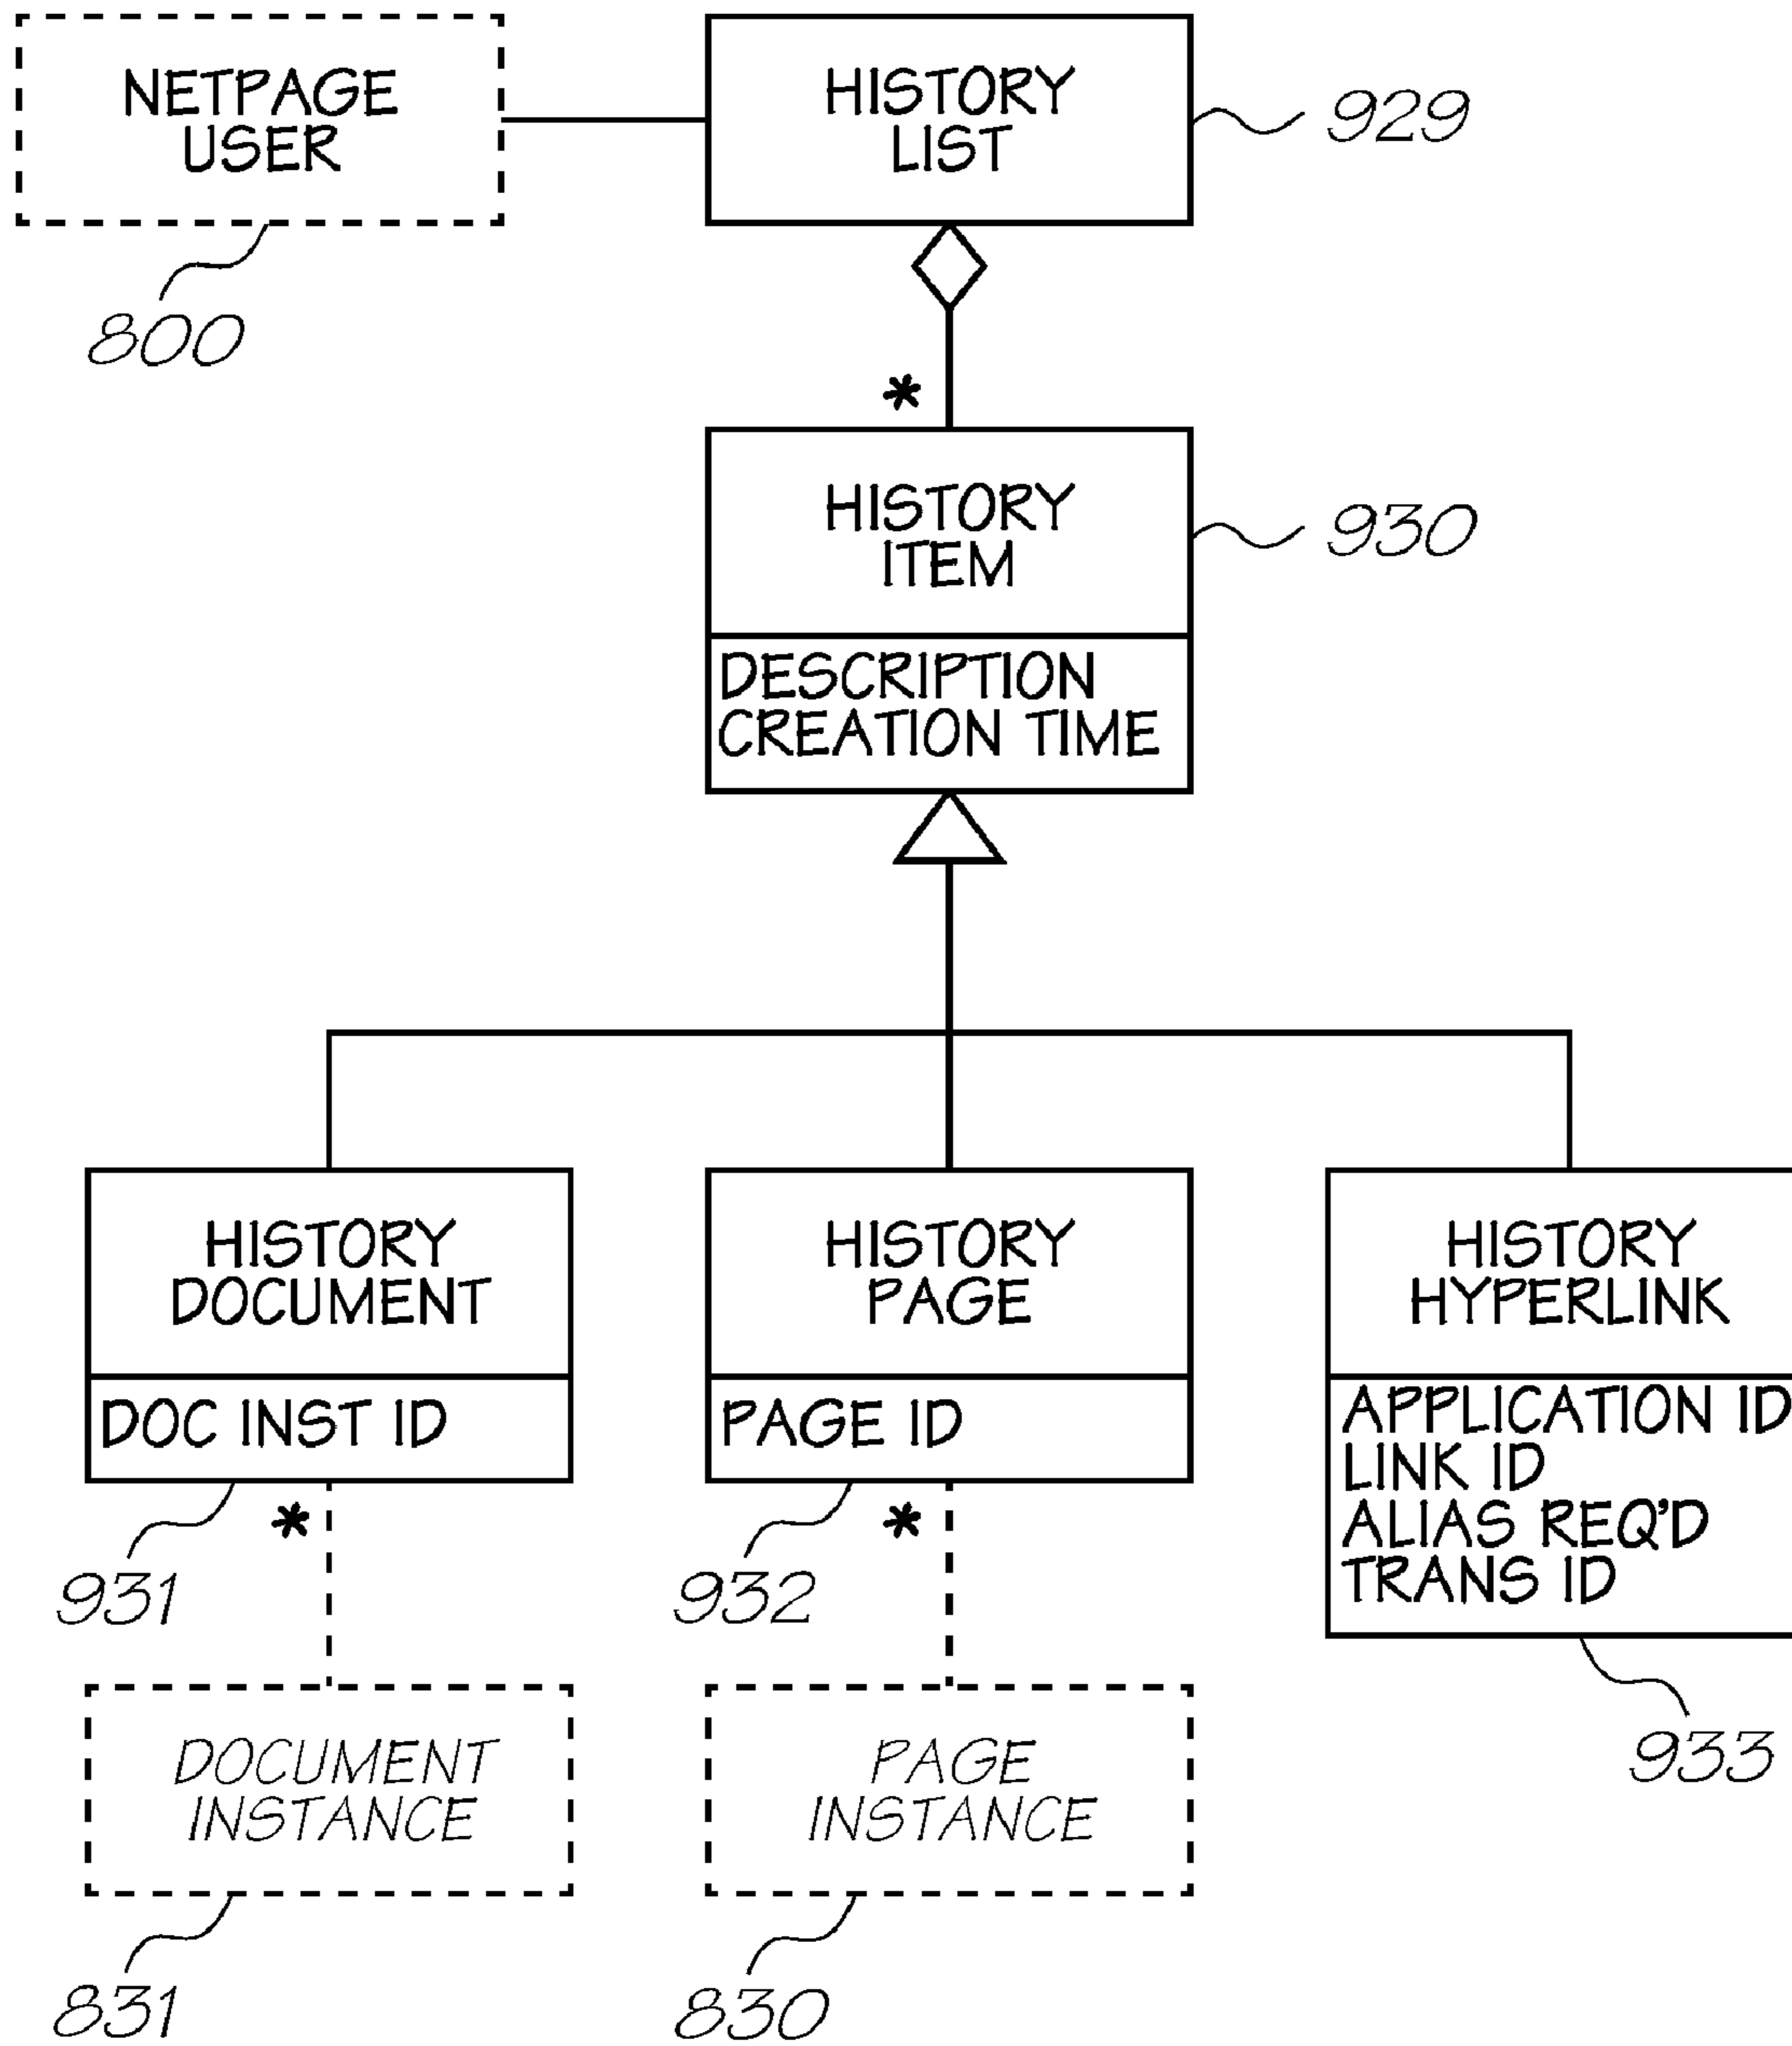 NETPAGE
USER
800
HISTORY
LIST
929
*
HISTORY
ITEM
930
DESCRIPTION
CREATION TIME
HISTORY
DOCUMENT
DOC INST ID
931
*
HISTORY
PAGE
PAGE ID
932
*
HISTORY
HYPERLINK
APPLICATION ID
LINK ID
ALIAS REQ'D
TRANS ID
933
DOCUMENT
INSTANCE
831
PAGE
INSTANCE
830